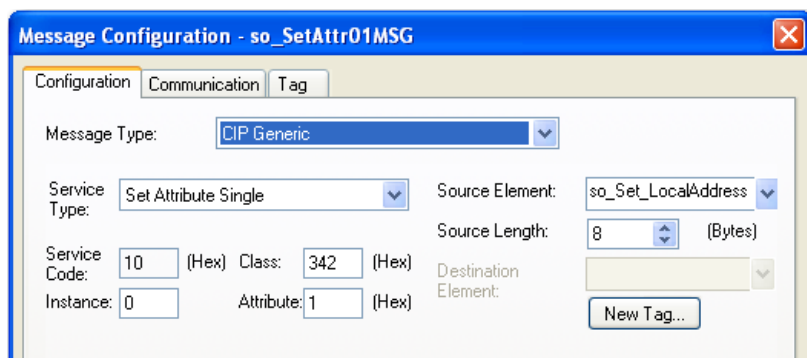 Message Configuration - so_SetAttr01MSG
Configuration Communication Tag
Message Type: CIP Generic
Service Type: Set Attribute Single
Source Element: so_Set_LocalAddress
Source Length: 8 (Bytes)
Service Code: 10 (Hex) Class: 342 (Hex)
Destination Element:
Instance: 0 Attribute: 1 (Hex)
New Tag...